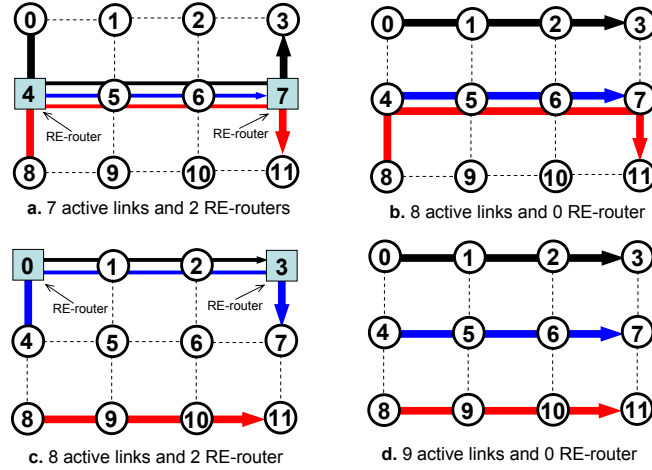 0 1 2 3
4 5 6 7
RE-router RE-router
8 9 10 11
a. 7 active links and 2 RE-routers
0 1 2 3
4 5 6 7
8 9 10 11
b. 8 active links and 0 RE-router
0 1 2 3
RE-router RE-router
4 5 6 7
8 9 10 11
c. 8 active links and 2 RE-router
0 1 2 3
4 5 6 7
8 9 10 11
d. 9 active links and 0 RE-router